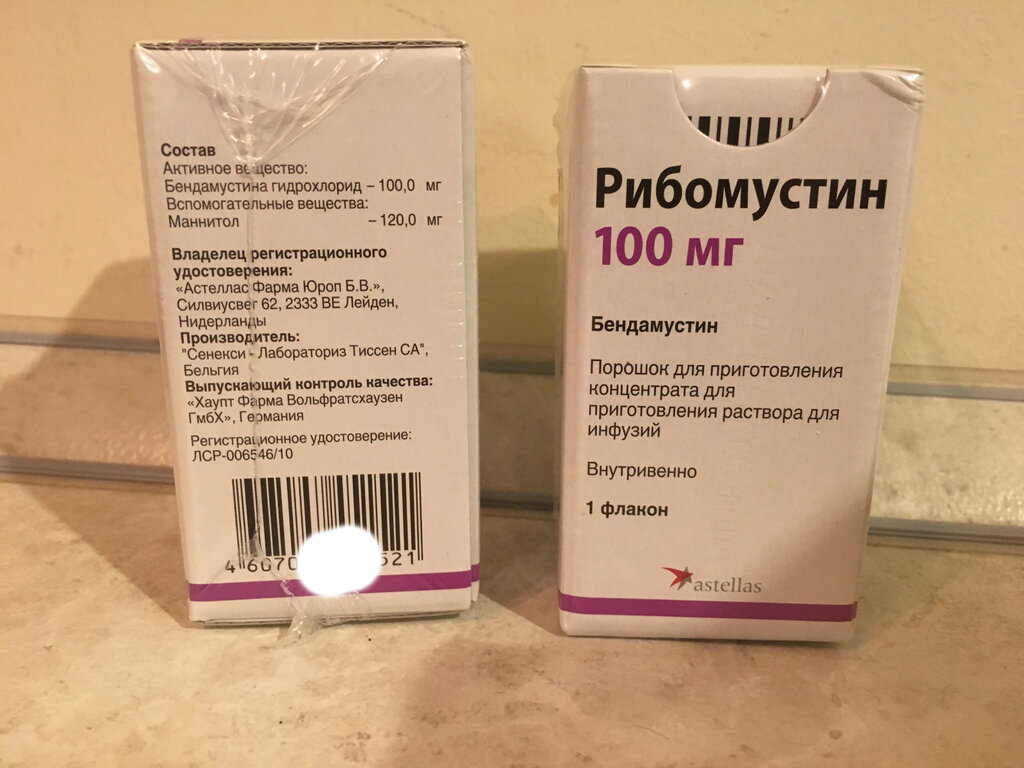 Состав
Активное вещество:
Бендамустина гидрохлорид – 100,0 мг
Вспомогательные вещества:
Маннитол – 120,0 мг
Владелец регистрационного
удостоверения:
«Астеллас Фарма Юроп Б.В.»,
Силвиусвег 62, 2333 ВЕ Лейден,
Нидерланды
Производитель:
"Сенекси - Лабораториз Тиссен СА",
Бельгия
Выпускающий контроль качества:
«Хаупт Фарма Вольфратсхаузен
ГмбХ», Германия
Регистрационное удостоверение:
ЛСР-006546/10
4 6070 521
Рибомустин
100 мг
Бендамустин
Порошок для приготовления
концентрата для
приготовления раствора для
инфузий
Внутривенно
1 флакон
astellas